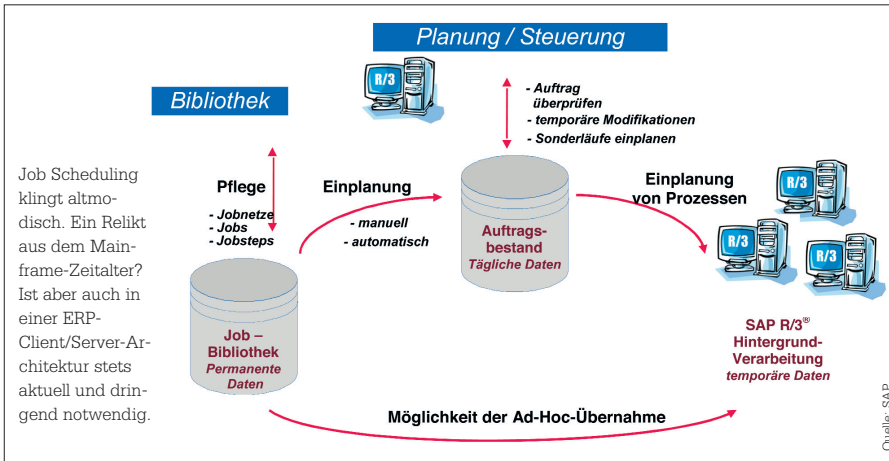 Planung / Steuerung
Bibliothek
R/3
- Auftrag
überprüfen
- temporäre Modifikationen
- Sonderläufe einplanen
Job Scheduling
klingt altmo-
disch. Ein Relikt
aus dem Main-
frame-Zeitalter?
Ist aber auch in
einer ERP-
Client/Server-Ar-
chitektur stets
aktuell und drin-
gend notwendig.
Pflege
- Jobnetze
- Jobs
- Jobsteps
Einplanung
- manuell
- automatisch
Auftrags-
bestand
Tägliche Daten
Einplanung
von Prozessen
R/3
R/3
R/3
Job –
Bibliothek
Permanente
Daten
SAP R/3®
Hintergrund-
Verarbeitung
temporäre Daten
Möglichkeit der Ad-Hoc-Übernahme
Quelle: SAP